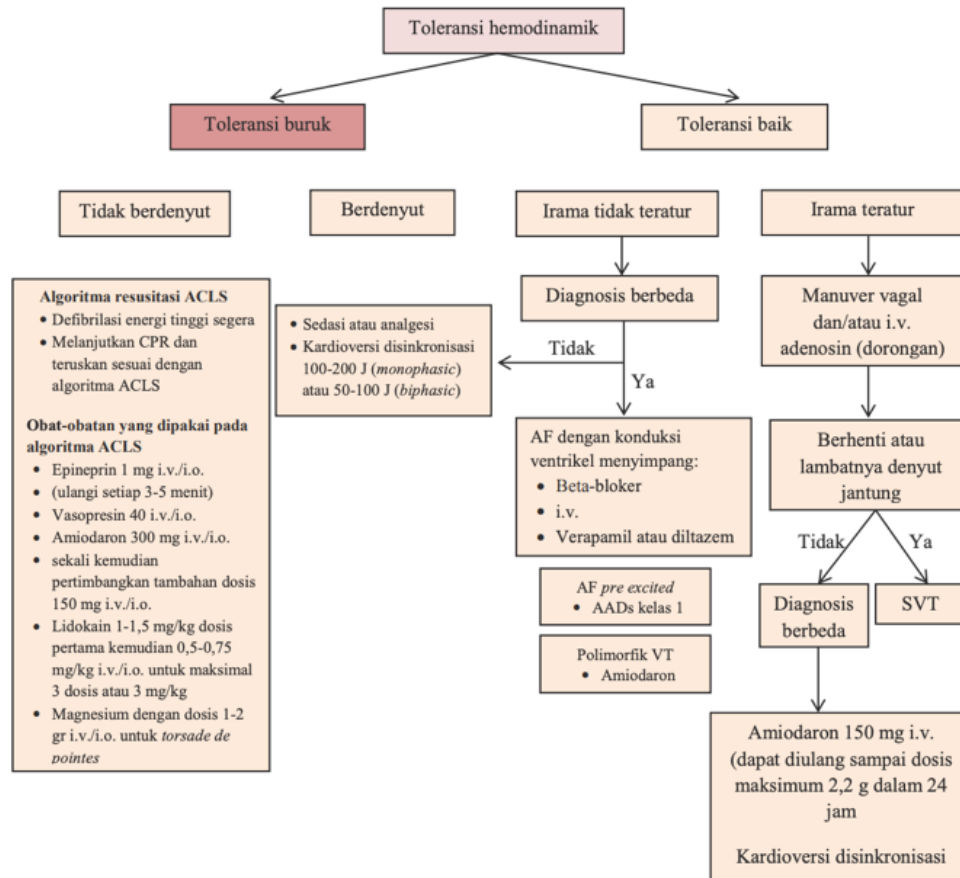 Toleransi hemodinamik
Toleransi buruk
Toleransi baik
Tidak berdenyut
Berdenyut
Irama tidak teratur
Irama teratur
Algoritma resusitasi ACLS
• Defibrilasi energi tinggi segera
• Melanjutkan CPR dan
teruskan sesuai dengan
algoritma ACLS
Obat-obatan yang dipakai pada
algoritma ACLS
• Epineprin 1 mg i.v./i.o.
• (ulangi setiap 3-5 menit)
• Vasopresin 40 i.v./i.o.
• Amiodaron 300 mg i.v./i.o.
• sekali kemudian
pertimbangkan tambahan dosis
150 mg i.v./i.o.
• Lidokain 1-1,5 mg/kg dosis
pertama kemudian 0,5-0,75
mg/kg i.v./i.o. untuk maksimal
3 dosis atau 3 mg/kg
• Magnesium dengan dosis 1-2
gr i.v./i.o. untuk torsade de
pointes
• Sedasi atau analgesi
• Kardioversi disinkronisasi
100-200 J (monophasic)
atau 50-100 J (biphasic)
Diagnosis berbeda
Tidak
Ya
AF dengan konduksi
ventrikel menyimpang:
• Beta-bloker
• i.v.
• Verapamil atau diltazem
AF pre excited
• AADs kelas 1
Polimorfik VT
• Amiodaron
Manuver vagal
dan/atau i.v.
adenosin (dorongan)
Berhenti atau
lambatnya denyut
jantung
Tidak
Ya
Diagnosis
berbeda
SVT
Amiodaron 150 mg i.v.
(dapat diulang sampai dosis
maksimum 2,2 g dalam 24
jam
Kardioversi disinkronisasi